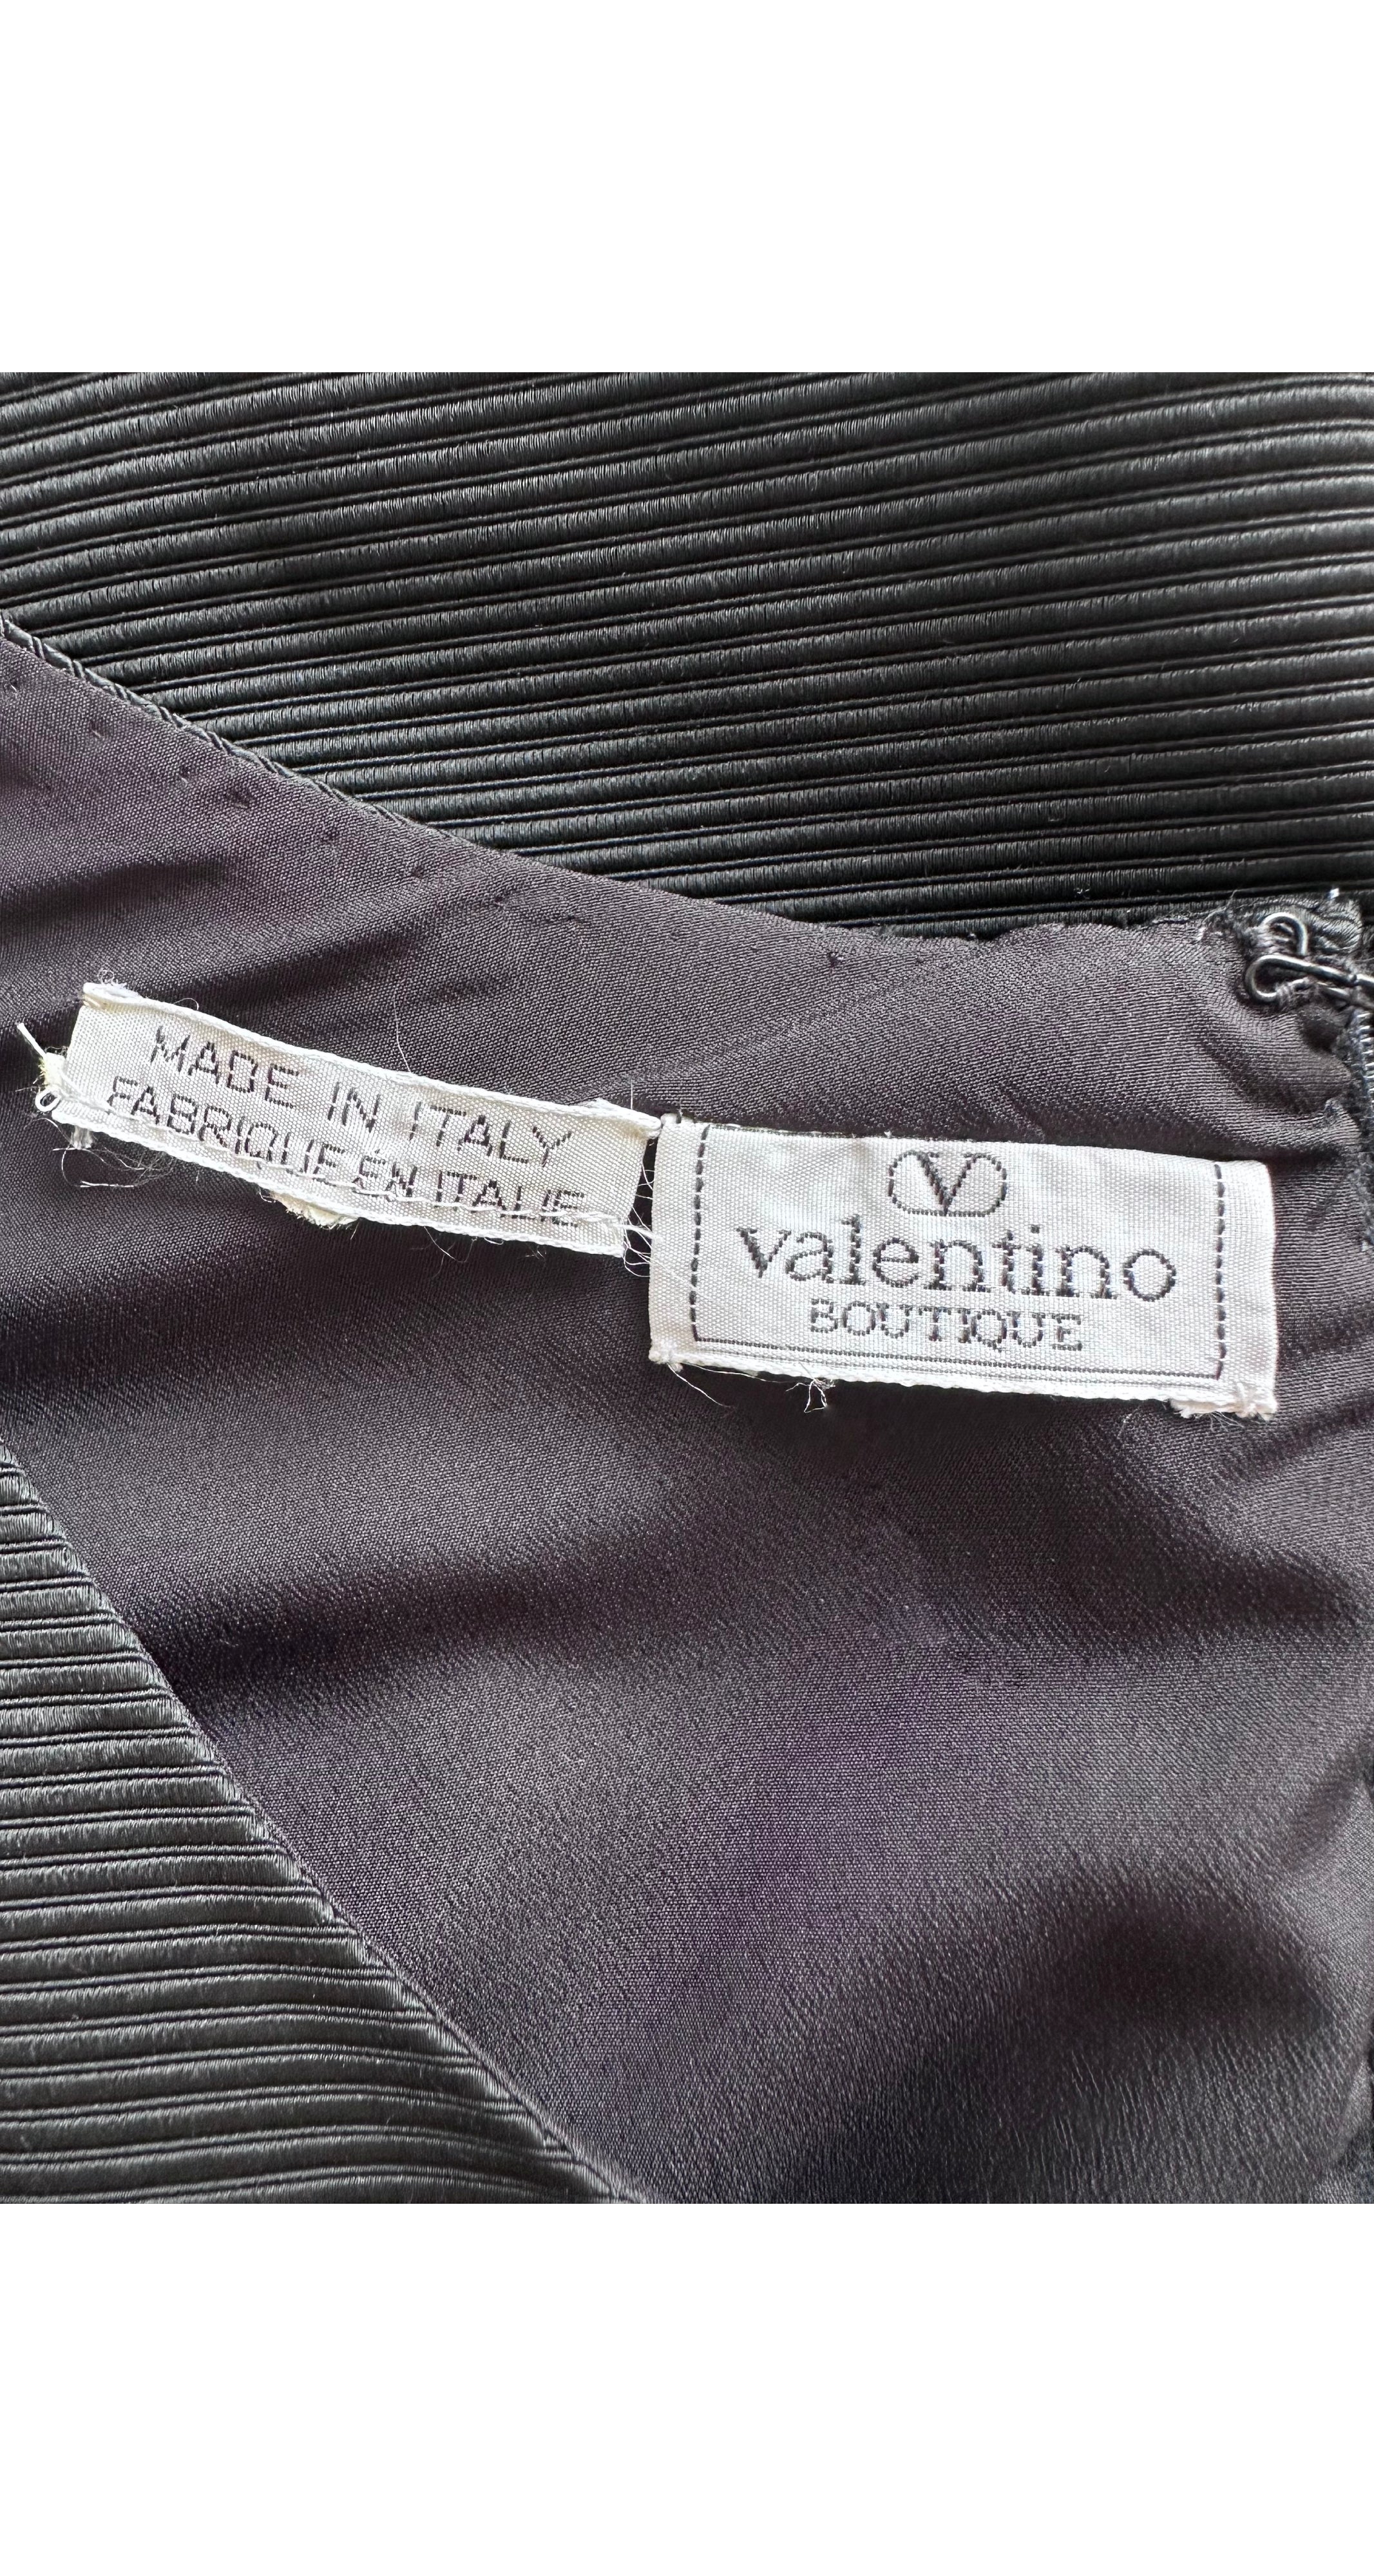 MADE IN ITALY
FABRIQUE EN ITALIE
V
valentino
BOUTIQUE